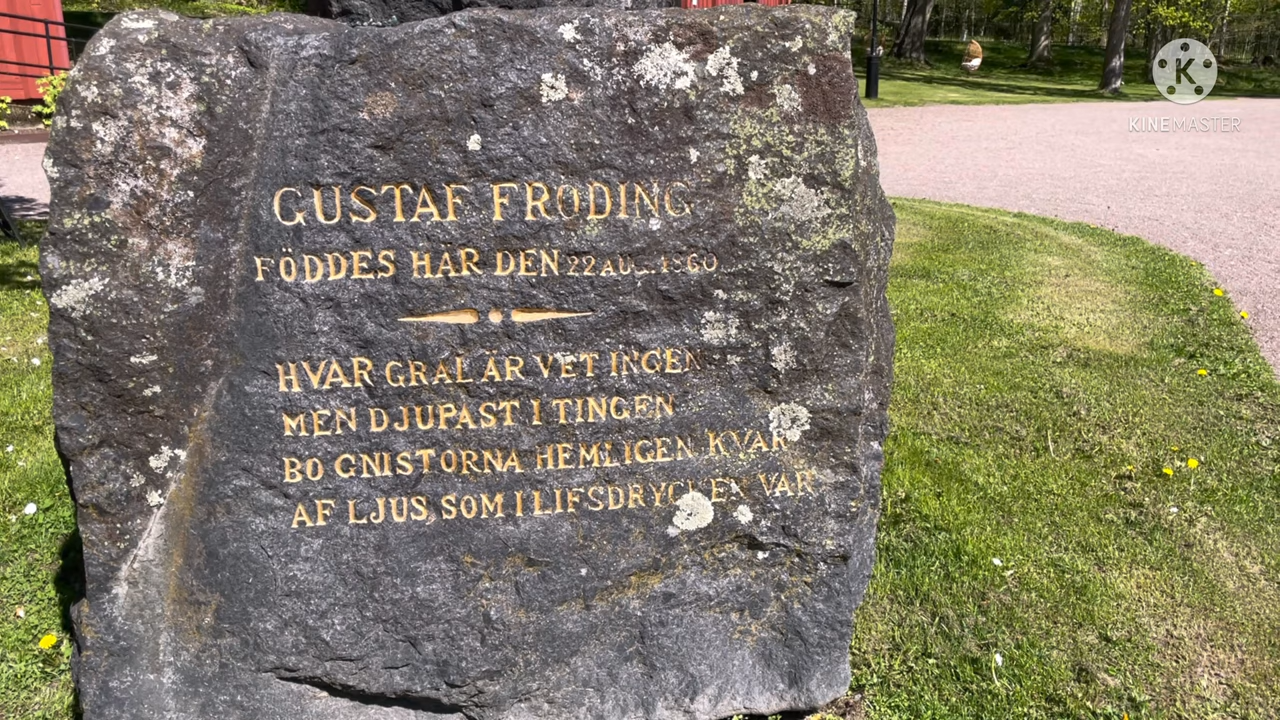 GUSTAF FRÖDING
FÖDDES HÄR DEN 22 AUG. 1860
HVAR GRAL ÄR VET INGEN
MEN DJUPAST I TINGEN
BO GNISTORNA HEMLIGEN KVAR
AF LJUS, SOM I LIFSDRYCKEN VAR
K
KINEMASTER